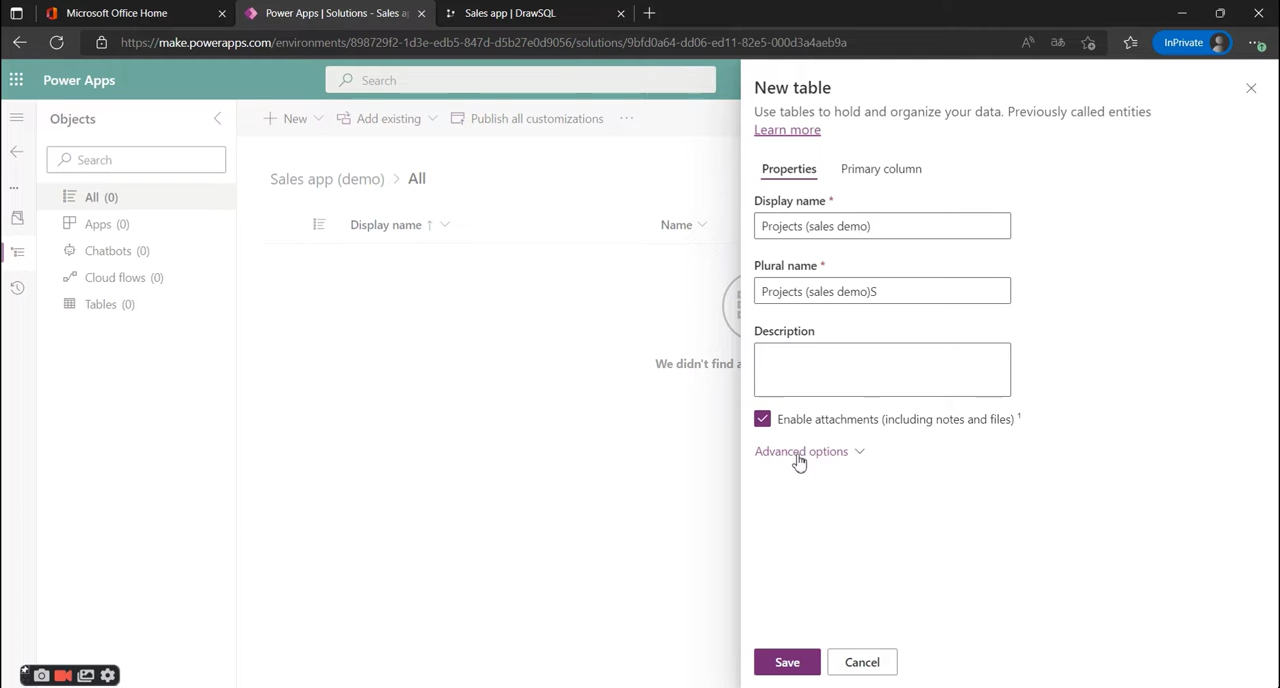 Microsoft Office Home
Power Apps | Solutions - Sales a
Sales app | DrawSQL
https://make.powerapps.com/environments/898729f2-1d3e-edb5-847d-d5b27e0d9056/solutions/9bfd0a64-dd06-ed11-82e5-000d3a4aeb9a
InPrivate
Power Apps
Search
Objects
Search
All (0)
Apps (0)
Chatbots (0)
Cloud flows (0)
Tables (0)
New
Add existing
Publish all customizations
Sales app (demo) > All
Display name ↑
Name
We didn't find a
New table
Use tables to hold and organize your data. Previously called entities
Learn more
Properties
Primary column
Display name *
Projects (sales demo)
Plural name *
Projects (sales demo)S
Description
Enable attachments (including notes and files) ¹
Advanced options
Save
Cancel